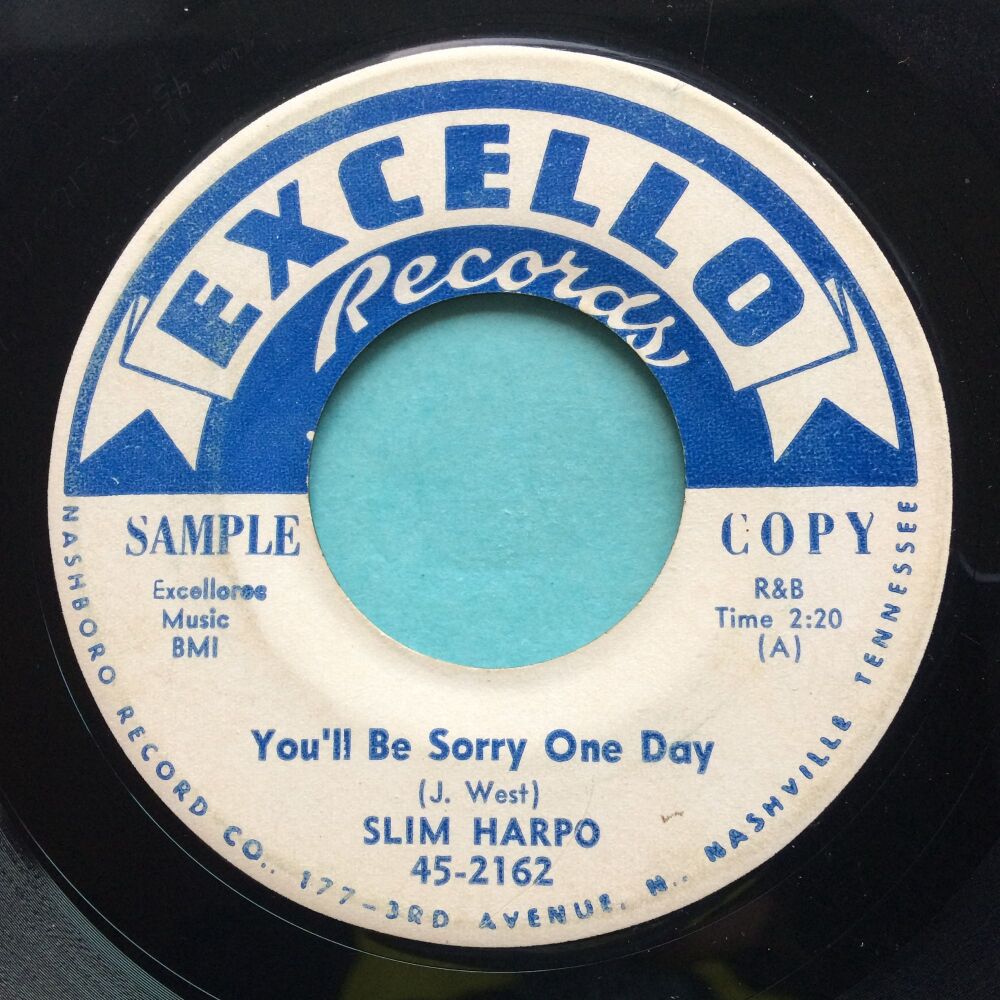 EXCELLO
Records
SAMPLE COPY
Excellorec
Music
BMI
R&B
Time 2:20
(A)
You'll Be Sorry One Day
(J. West)
SLIM HARPO
45-2162
NASHBORO RECORD CO., 177-3RD AVENUE, N., NASHVILLE TENNESSEE